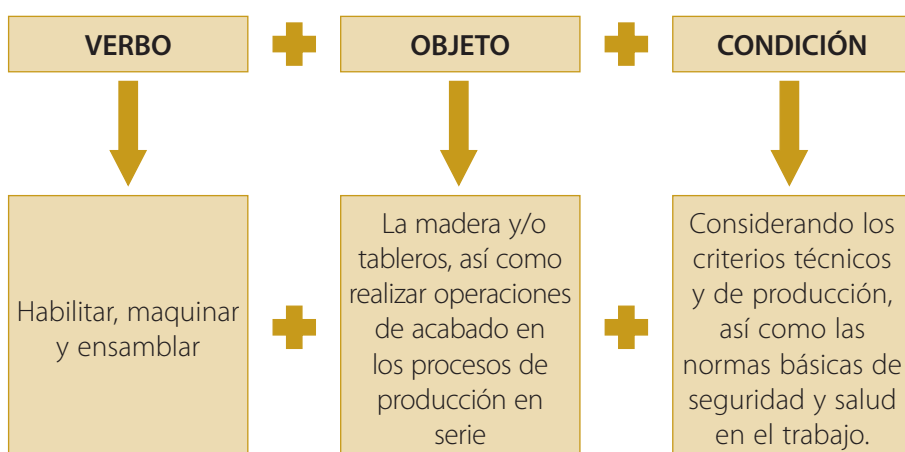 VERBO
OBJETO
CONDICIÓN
Habilitar, maquinar
y ensamblar
La madera y/o
tableros, así como
realizar operaciones
de acabado en
los procesos de
producción en
serie
Considerando los
criterios técnicos
y de producción,
así como las
normas básicas de
seguridad y salud
en el trabajo.